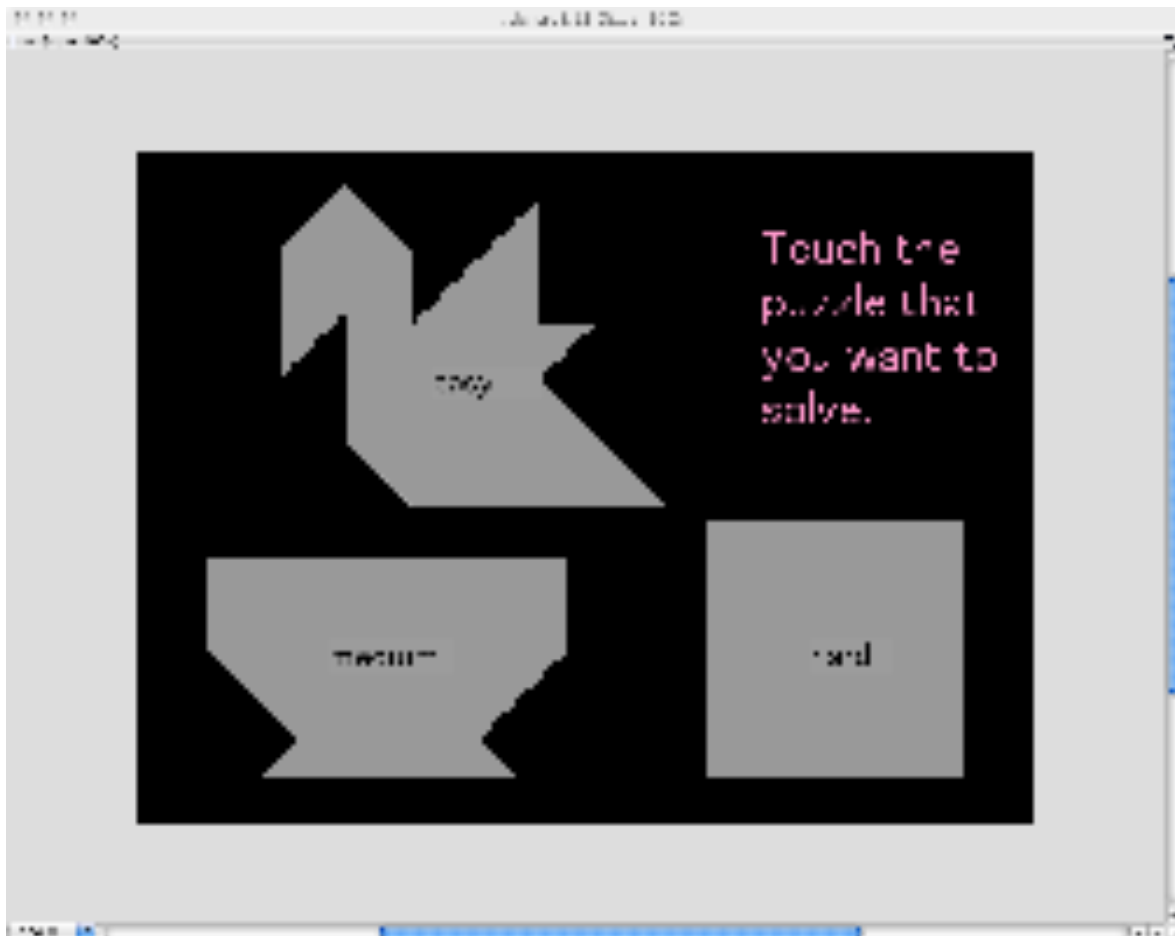 Touch the
puzzle that
you want to
solve.
easy
medium
hard